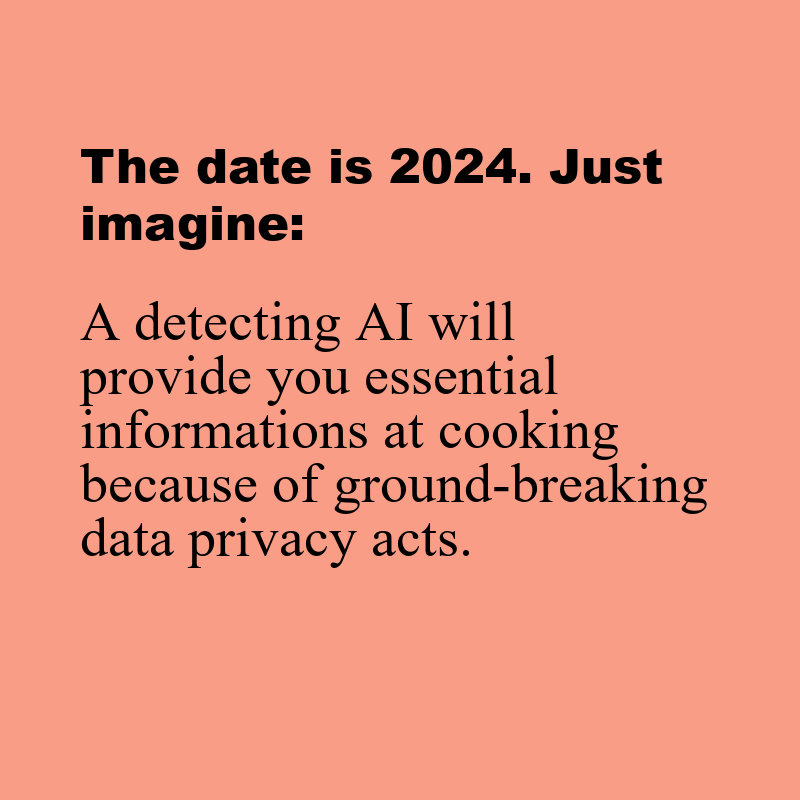 The date is 2024. Just
imagine:
A detecting AI will
provide you essential
informations at cooking
because of ground-breaking
data privacy acts.